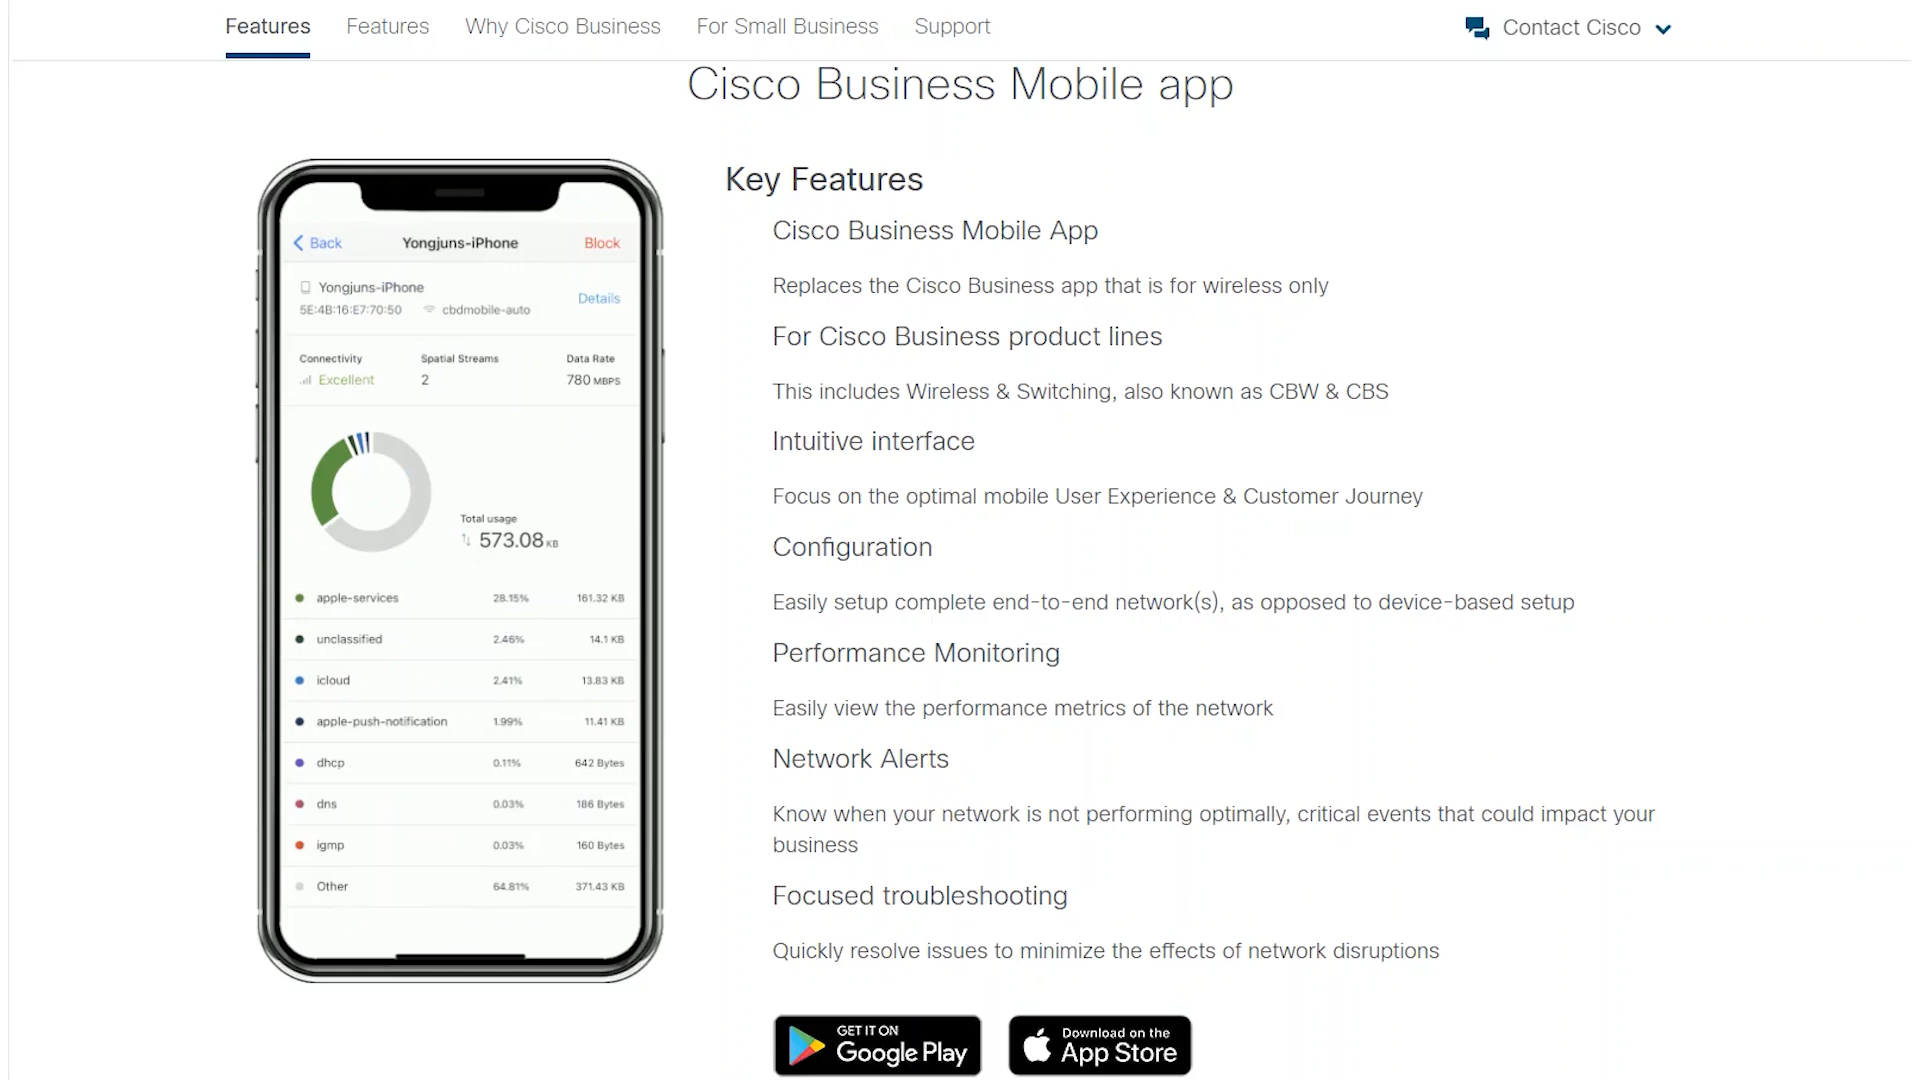 Features
Features
Why Cisco Business
For Small Business
Support
Contact Cisco
Cisco Business Mobile app
Back
Yongjuns-iPhone
Block
Yongjuns-iPhone
5E:4B:16:E7:70:50
cbdmobile-auto
Details
Connectivity
Spatial Streams
Data Rate
Excellent
2
780 MBPS
Total usage
573.08 KB
apple-services 28.15% 161.32 KB
unclassified 2.46% 14.1 KB
icloud 2.41% 13.83 KB
apple-push-notification 1.99% 11.41 KB
dhcp 0.11% 642 Bytes
dns 0.03% 186 Bytes
igmp 0.03% 160 Bytes
Other 64.81% 371.43 KB
Key Features
Cisco Business Mobile App
Replaces the Cisco Business app that is for wireless only
For Cisco Business product lines
This includes Wireless & Switching, also known as CBW & CBS
Intuitive interface
Focus on the optimal mobile User Experience & Customer Journey
Configuration
Easily setup complete end-to-end network(s), as opposed to device-based setup
Performance Monitoring
Easily view the performance metrics of the network
Network Alerts
Know when your network is not performing optimally, critical events that could impact your
business
Focused troubleshooting
Quickly resolve issues to minimize the effects of network disruptions
GET IT ON
Google Play
Download on the
App Store